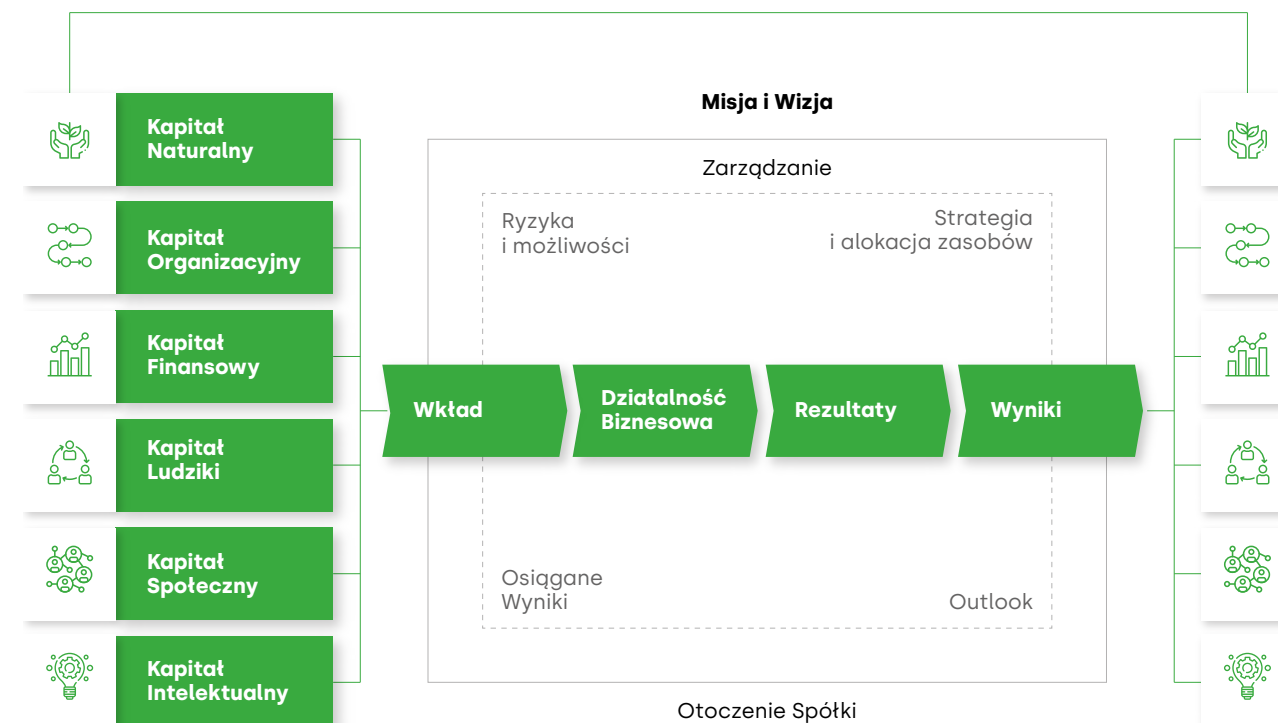 Misja i Wizja
Kapitał
Naturalny
Kapitał
Organizacyjny
Kapitał
Finansowy
Kapitał
Ludziki
Kapitał
Społeczny
Kapitał
Intelektualny
Zarządzanie
Ryzyka
i możliwości
Strategia
i alokacja zasobów
Wkład
Działalność
Biznesowa
Rezultaty
Wyniki
Osiągane
Wyniki
Outlook
Otoczenie Spółki